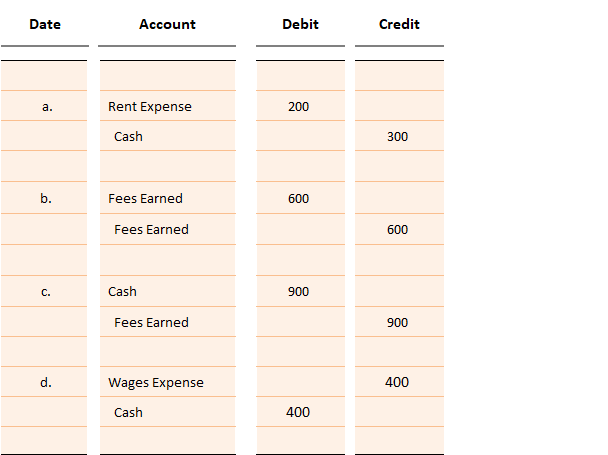 Date Account Debit Credit
a. Rent Expense 200
Cash 300
b. Fees Earned 600
Fees Earned 600
c. Cash 900
Fees Earned 900
d. Wages Expense 400
Cash 400